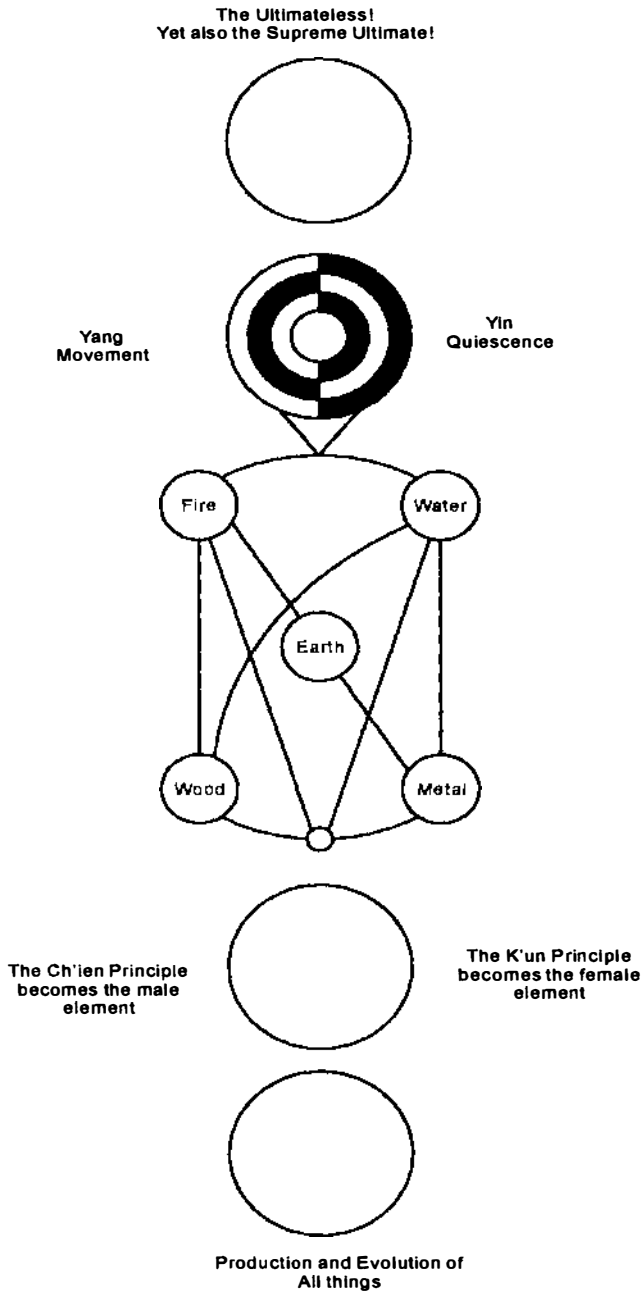 The Ultimateless!
Yet also the Supreme Ultimate!
Yang
Movement
Yin
Quiescence
Fire
Water
Earth
Wood
Metal
The Ch'ien Principle
becomes the male
element
The K'un Principle
becomes the female
element
Production and Evolution of
All things